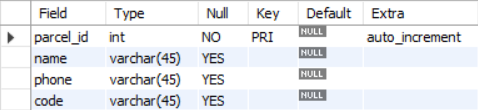 Field Type Null Key Default Extra
parcel_id int NO PRI NULL auto_increment
name varchar(45) YES NULL
phone varchar(45) YES NULL
code varchar(45) YES NULL